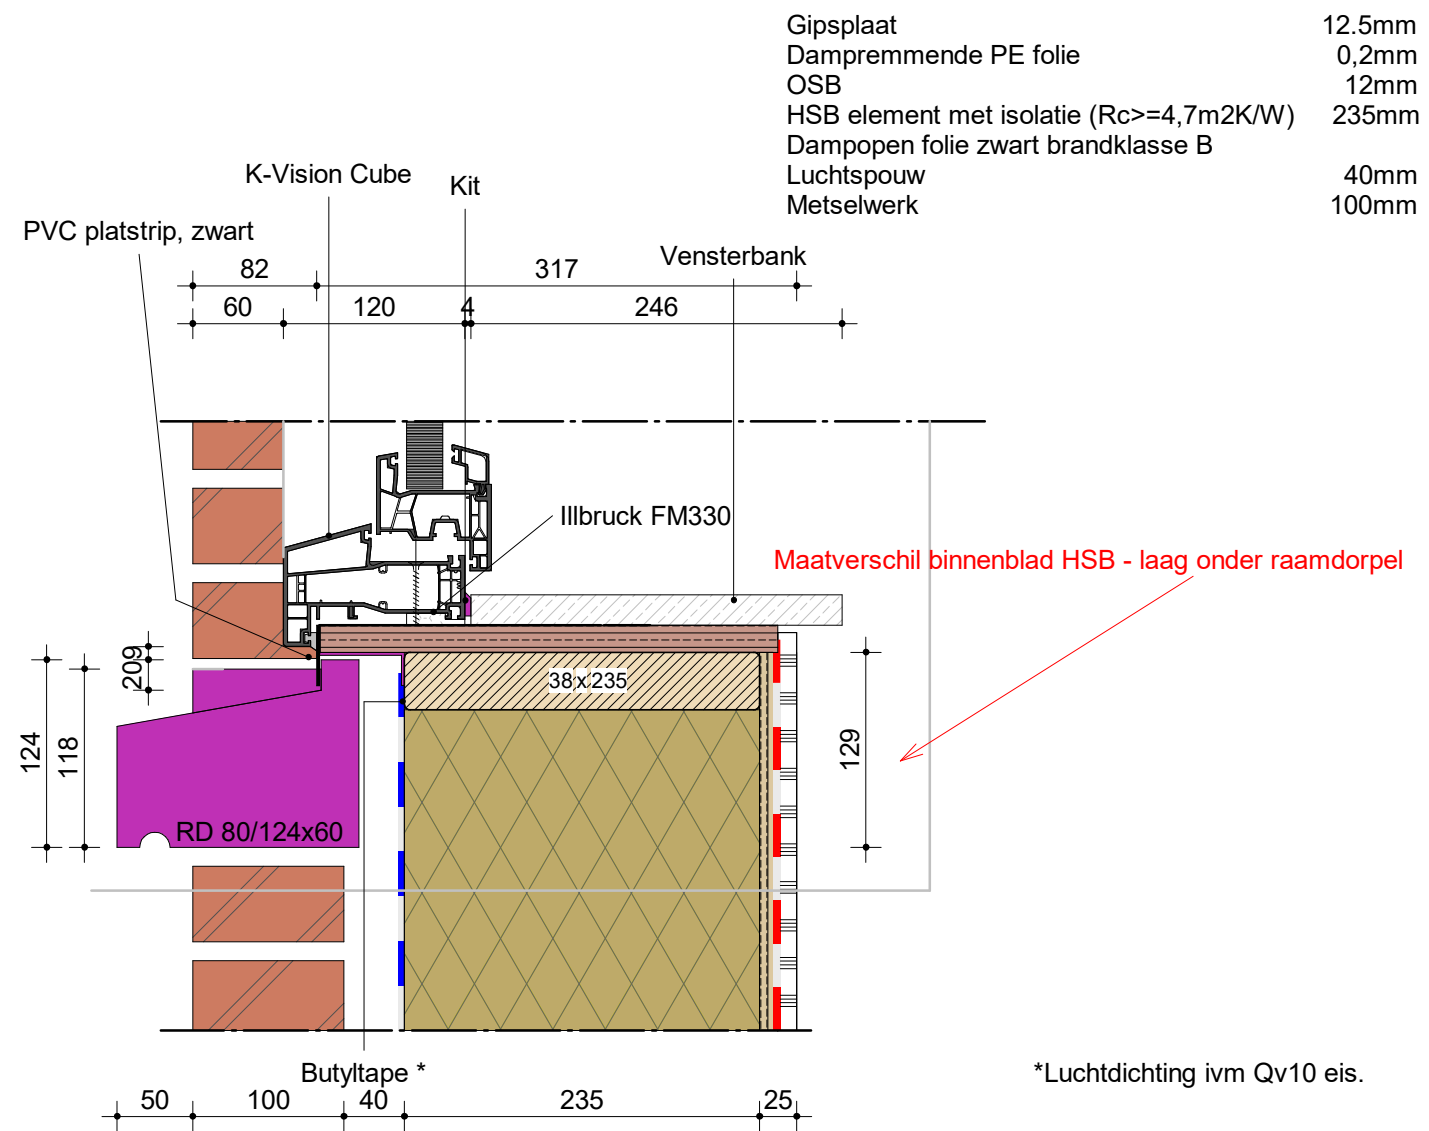 Gipsplaat 12.5mm
Dampremmende PE folie 0,2mm
OSB 12mm
HSB element met isolatie (Rc>=4,7m2K/W) 235mm
Dampopen folie zwart brandklasse B
Luchtspouw 40mm
Metselwerk 100mm
K-Vision Cube
Kit
PVC platstrip, zwart
Vensterbank
82 317
60 120 4 246
Illbruck FM330
Maatverschil binnenblad HSB - laag onder raamdorpel
209
38 x 235
124
118
129
RD 80/124x60
Butyltape *
*Luchtdichting ivm Qv10 eis.
50 100 40 235 25